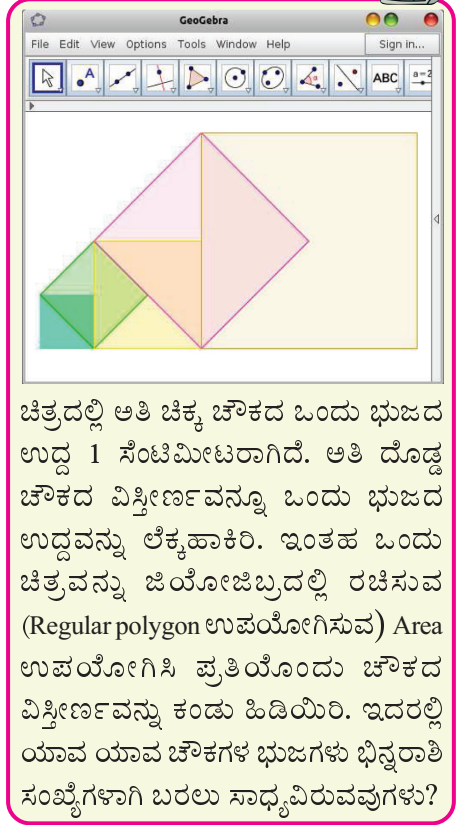 GeoGebra
File Edit View Options Tools Window Help Sign in...
A ABC a=2
ಚಿತ್ರದಲ್ಲಿ ಅತಿ ಚಿಕ್ಕ ಚೌಕದ ಒಂದು ಭುಜದ
ಉದ್ದ 1 ಸೆಂಟಿಮೀಟರಾಗಿದೆ. ಅತಿ ದೊಡ್ಡ
ಚೌಕದ ವಿಸ್ತೀರ್ಣವನ್ನೂ ಒಂದು ಭುಜದ
ಉದ್ದವನ್ನು ಲೆಕ್ಕಹಾಕಿರಿ. ಇಂತಹ ಒಂದು
ಚಿತ್ರವನ್ನು ಜಿಯೋಜಿಬ್ರದಲ್ಲಿ ರಚಿಸುವ
(Regular polygon ಉಪಯೋಗಿಸುವ) Area
ಉಪಯೋಗಿಸಿ ಪ್ರತಿಯೊಂದು ಚೌಕದ
ವಿಸ್ತೀರ್ಣವನ್ನು ಕಂಡು ಹಿಡಿಯಿರಿ. ಇದರಲ್ಲಿ
ಯಾವ ಯಾವ ಚೌಕಗಳ ಭುಜಗಳು ಭಿನ್ನರಾಶಿ
ಸಂಖ್ಯೆಗಳಾಗಿ ಬರಲು ಸಾಧ್ಯವಿರುವವುಗಳು?